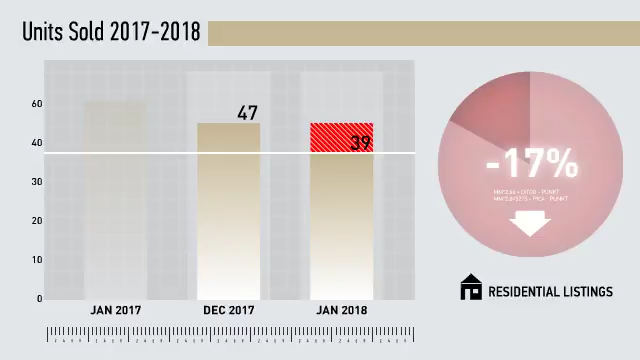 Units Sold 2017-2018
60
40
30
20
10
0
47
39
JAN 2017
DEC 2017
JAN 2018
-17%
RESIDENTIAL LISTINGS